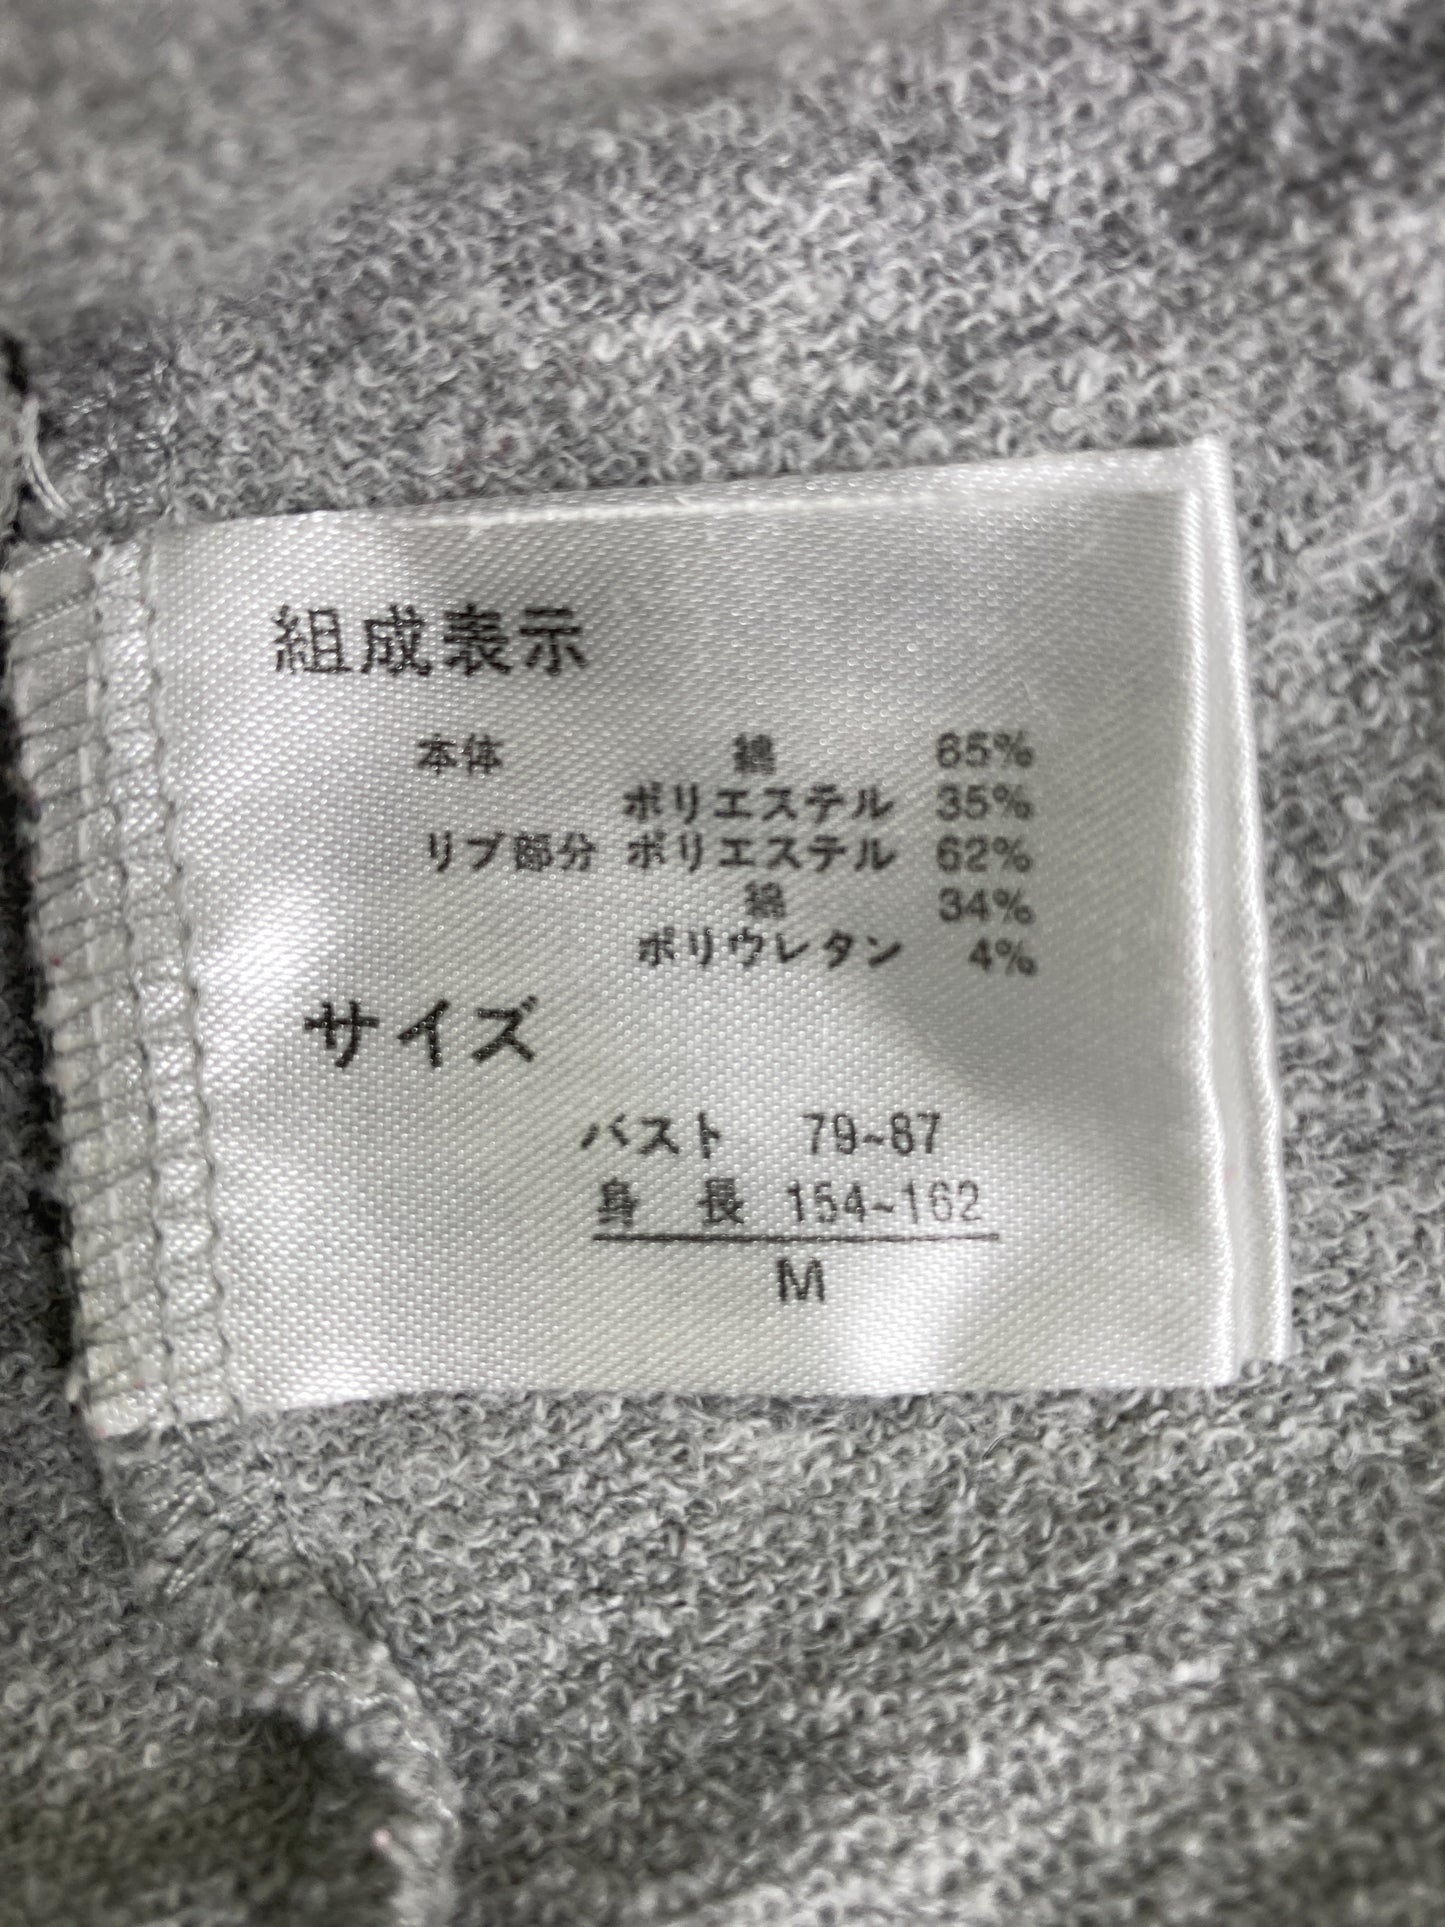 組成表示
本体 綿 65%
ポリエステル 35%
リブ部分 ポリエステル 62%
綿 34%
ポリウレタン 4%
サイズ
バスト 79~87
身長 154~162
M